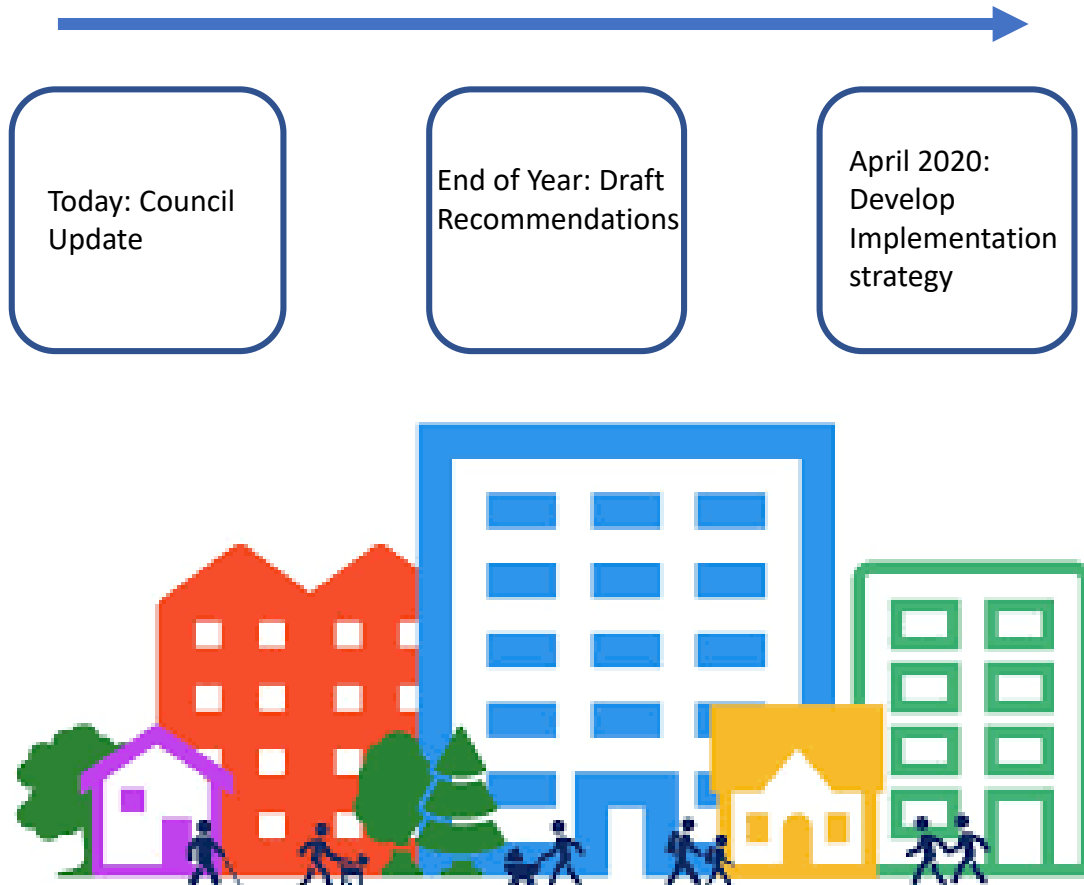 Today: Council
Update
End of Year: Draft
Recommendations
April 2020:
Develop
Implementation
strategy